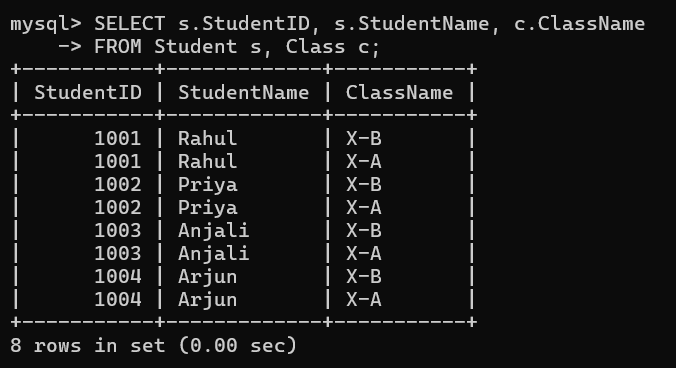 mysql> SELECT s.StudentID, s.StudentName, c.ClassName
    -> FROM Student s, Class c;
+-----------+-------------+-----------+
| StudentID | StudentName | ClassName |
+-----------+-------------+-----------+
|      1001 | Rahul       | X-B       |
|      1001 | Rahul       | X-A       |
|      1002 | Priya       | X-B       |
|      1002 | Priya       | X-A       |
|      1003 | Anjali      | X-B       |
|      1003 | Anjali      | X-A       |
|      1004 | Arjun       | X-B       |
|      1004 | Arjun       | X-A       |
+-----------+-------------+-----------+
8 rows in set (0.00 sec)